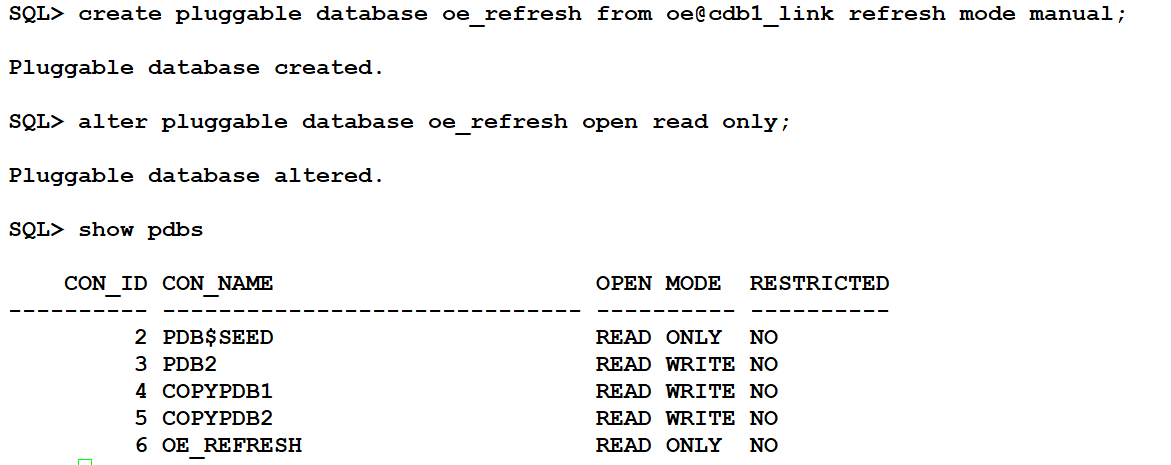 SQL> create pluggable database oe_refresh from oe@cdb1_link refresh mode manual;
Pluggable database created.
SQL> alter pluggable database oe_refresh open read only;
Pluggable database altered.
SQL> show pdbs
    CON_ID CON_NAME                       OPEN MODE  RESTRICTED
---------- ------------------------------ ---------- ----------
         2 PDB$SEED                       READ ONLY  NO
         3 PDB2                           READ WRITE NO
         4 COPYPDB1                       READ WRITE NO
         5 COPYPDB2                       READ WRITE NO
         6 OE_REFRESH                     READ ONLY  NO